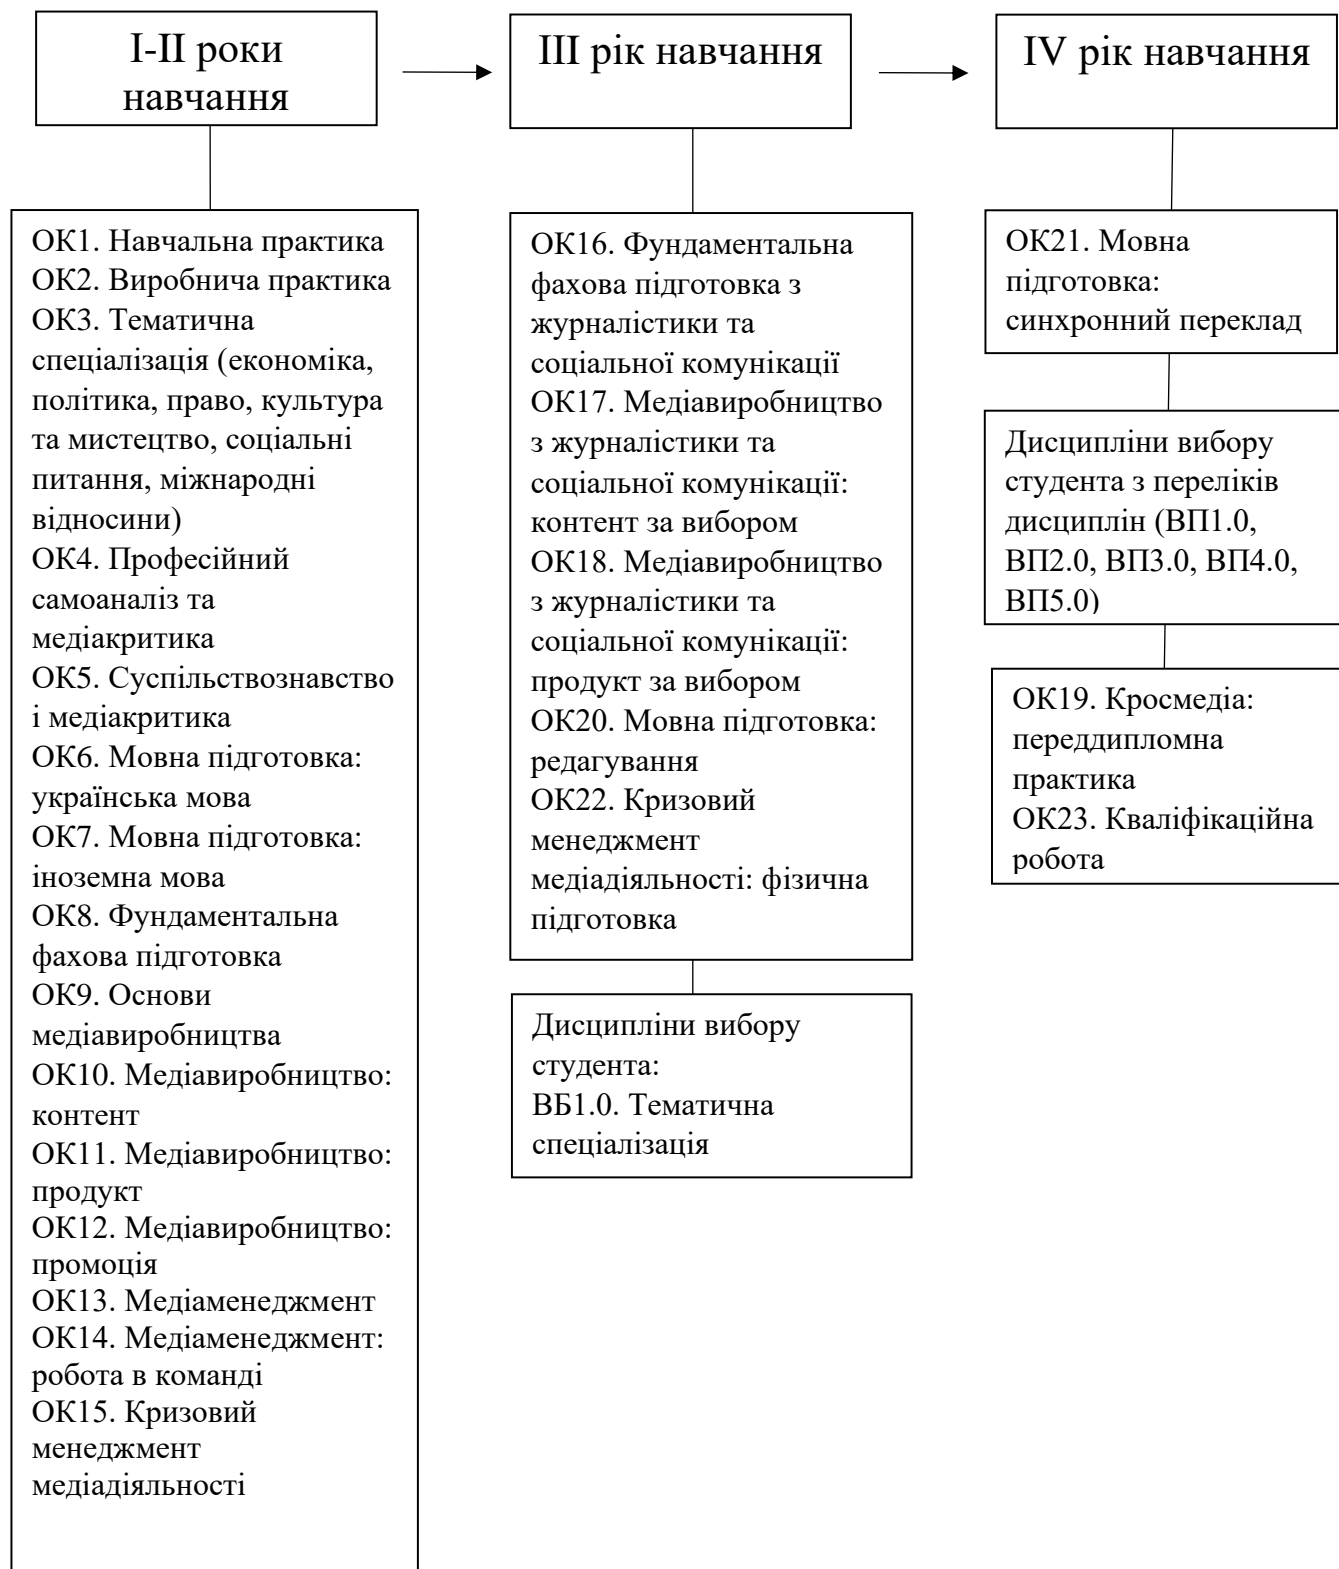 І-ІІ роки
навчання
ІІІ рік навчання
IV рік навчання
ОК1. Навчальна практика
ОК2. Виробнича практика
ОК3. Тематична
спеціалізація (економіка,
політика, право, культура
та мистецтво, соціальні
питання, міжнародні
відносини)
ОК4. Професійний
самоаналіз та
медіакритика
ОК5. Суспільствознавство
і медіакритика
ОК6. Мовна підготовка:
українська мова
ОК7. Мовна підготовка:
іноземна мова
ОК8. Фундаментальна
фахова підготовка
ОК9. Основи
медіавиробництва
ОК10. Медіавиробництво:
контент
ОК11. Медіавиробництво:
продукт
ОК12. Медіавиробництво:
промоція
ОК13. Медіаменеджмент
ОК14. Медіаменеджмент:
робота в команді
ОК15. Кризовий
менеджмент
медіадіяльності
ОК16. Фундаментальна
фахова підготовка з
журналістики та
соціальної комунікації
ОК17. Медіавиробництво
з журналістики та
соціальної комунікації:
контент за вибором
ОК18. Медіавиробництво
з журналістики та
соціальної комунікації:
продукт за вибором
ОК20. Мовна підготовка:
редагування
ОК22. Кризовий
менеджмент
медіадіяльності: фізична
підготовка
Дисципліни вибору
студента:
ВБ1.0. Тематична
спеціалізація
ОК21. Мовна
підготовка:
синхронний переклад
Дисципліни вибору
студента з переліків
дисциплін (ВП1.0,
ВП2.0, ВП3.0, ВП4.0,
ВП5.0)
ОК19. Кросмедіа:
переддипломна
практика
ОК23. Кваліфікаційна
робота